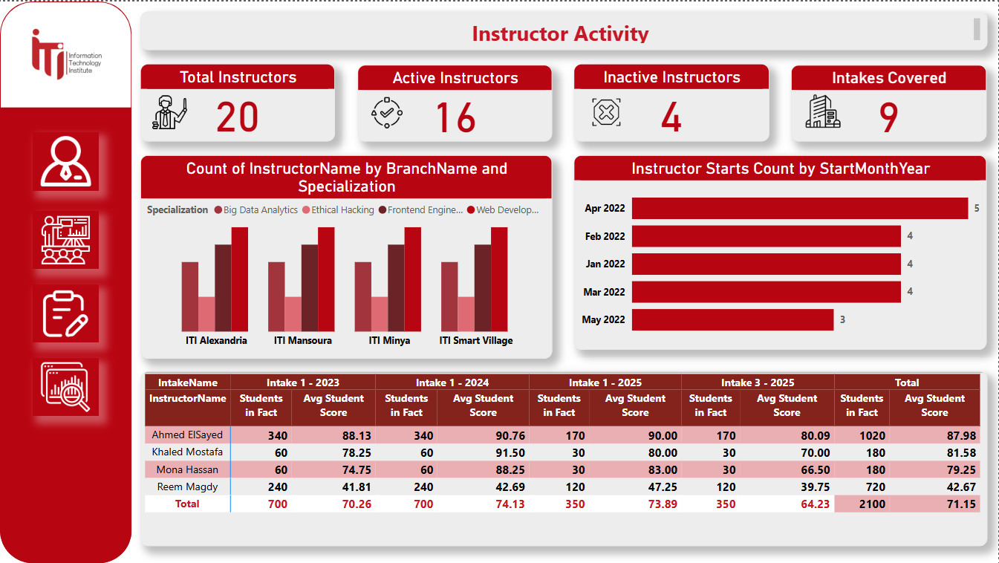 Information
Technology
Institute
Instructor Activity
Total Instructors
20
Active Instructors
16
Inactive Instructors
4
Intakes Covered
9
Count of InstructorName by BranchName and
Specialization
Specialization Big Data Analytics Ethical Hacking Frontend Engine... Web Develop...
ITI Alexandria ITI Mansoura ITI Minya ITI Smart Village
Instructor Starts Count by StartMonthYear
Apr 2022 5
Feb 2022 4
Jan 2022 4
Mar 2022 4
May 2022 3
IntakeName Intake 1 - 2023 Intake 1 - 2024 Intake 1 - 2025 Intake 3 - 2025 Total
InstructorName Students Avg Student Students Avg Student Students Avg Student Students Avg Student Students Avg Student
in Fact Score in Fact Score in Fact Score in Fact Score in Fact Score
Ahmed ElSayed 340 88.13 340 90.76 170 90.00 170 80.09 1020 87.98
Khaled Mostafa 60 78.25 60 91.50 30 80.00 30 70.00 180 81.58
Mona Hassan 60 74.75 60 88.25 30 83.00 30 66.50 180 79.25
Reem Magdy 240 41.81 240 42.69 120 47.25 120 39.75 720 42.67
Total 700 70.26 700 74.13 350 73.89 350 64.23 2100 71.15